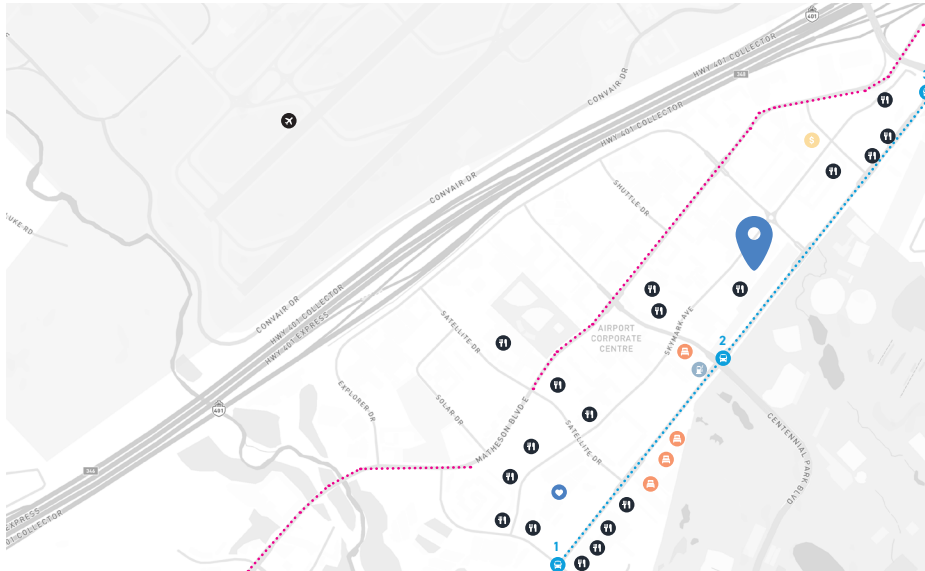 401
HWY 401 COLLECTOR
348
CONVAIR DR
HWY 401 COLLECTOR
$
CONVAIR DR
SHUTTLE DR
LUKE RD
CONVAIR DR
HWY 401 COLLECTOR
HWY 401 EXPRESS
SATELLITE DR
AIRPORT
CORPORATE
CENTRE
SKYMARK AVE
2
EXPLORER DR
SOLAR DR
MATHESON BLVD E
401
SATELLITE DR
CENTENNIAL PARK BLVD
346
EXPRESS
401 COLLECTOR
1